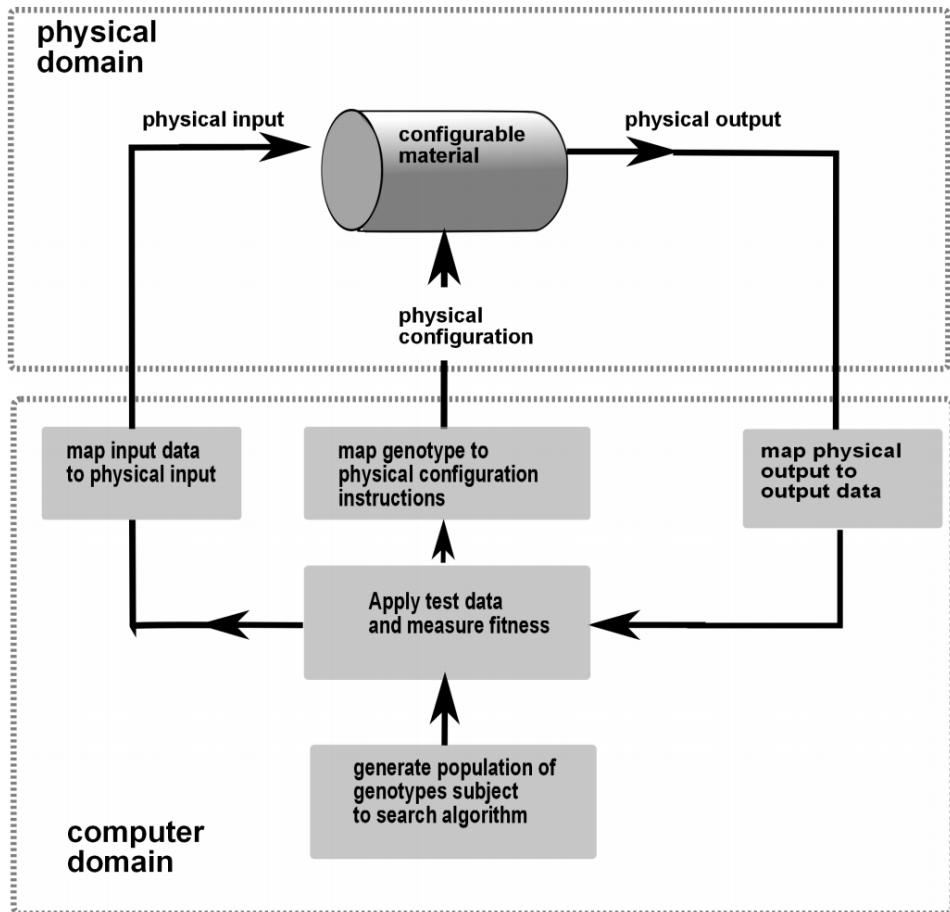 physical
domain
physical input
configurable
material
physical output
physical
configuration
map input data
to physical input
map genotype to
physical configuration
instructions
map physical
output to
output data
Apply test data
and measure fitness
generate population of
genotypes subject
to search algorithm
computer
domain